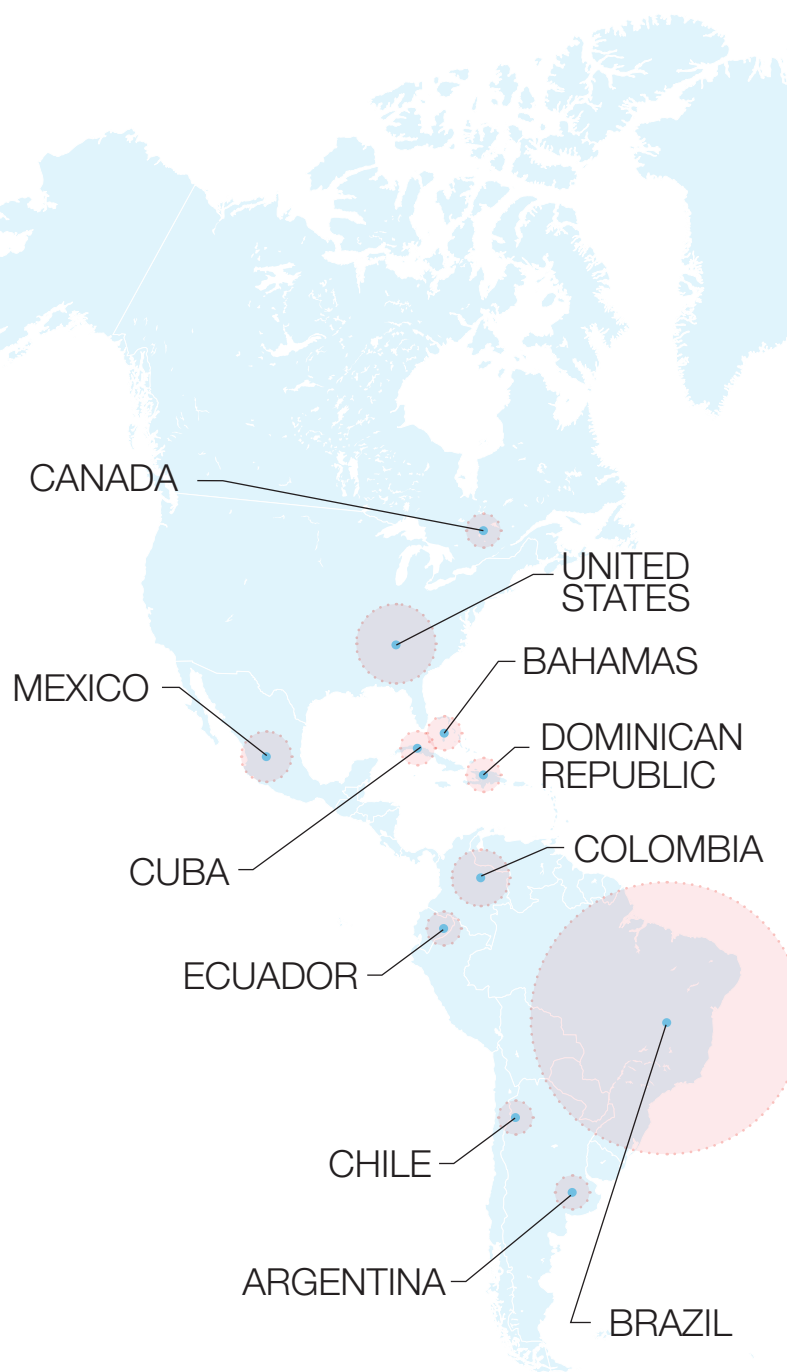 CANADA
UNITED
STATES
BAHAMAS
MEXICO
DOMINICAN
REPUBLIC
COLOMBIA
CUBA
ECUADOR
CHILE
ARGENTINA
BRAZIL